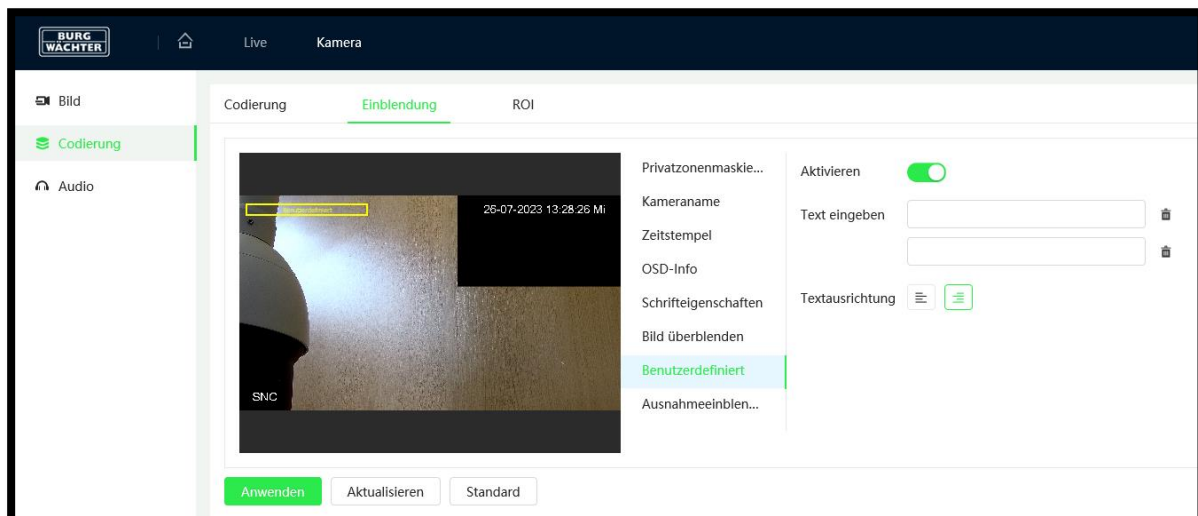 BURG
WÄCHTER
Live
Kamera
Bild
Codierung
Audio
Codierung
Einblendung
ROI
Benutzerdefiniert
26-07-2023 13:28:26 Mi
SNC
Privatzonenmaskie...
Kameraname
Zeitstempel
OSD-Info
Schrifteigenschaften
Bild überblenden
Benutzerdefiniert
Ausnahmeeinblen...
Aktivieren
Text eingeben
Textausrichtung
Anwenden
Aktualisieren
Standard